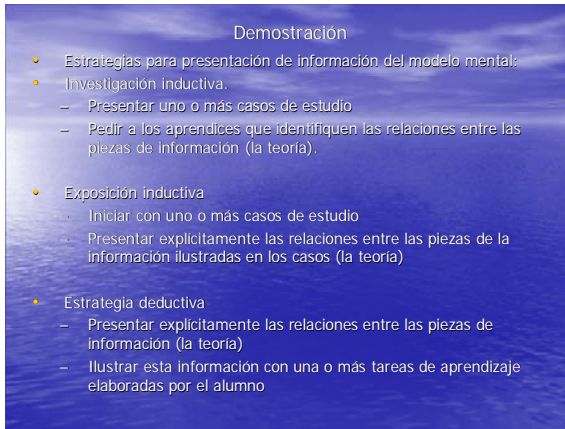 Demostración
• Estrategias para presentación de información del modelo mental:
• Investigación inductiva.
– Presentar uno o más casos de estudio
– Pedir a los aprendices que identifiquen las relaciones entre las
piezas de información (la teoría).
• Exposición inductiva
– Iniciar con uno o más casos de estudio
– Presentar explícitamente las relaciones entre las piezas de la
información ilustradas en los casos (la teoría)
• Estrategia deductiva
– Presentar explícitamente las relaciones entre las piezas de
información (la teoría)
– Ilustrar esta información con una o más tareas de aprendizaje
elaboradas por el alumno